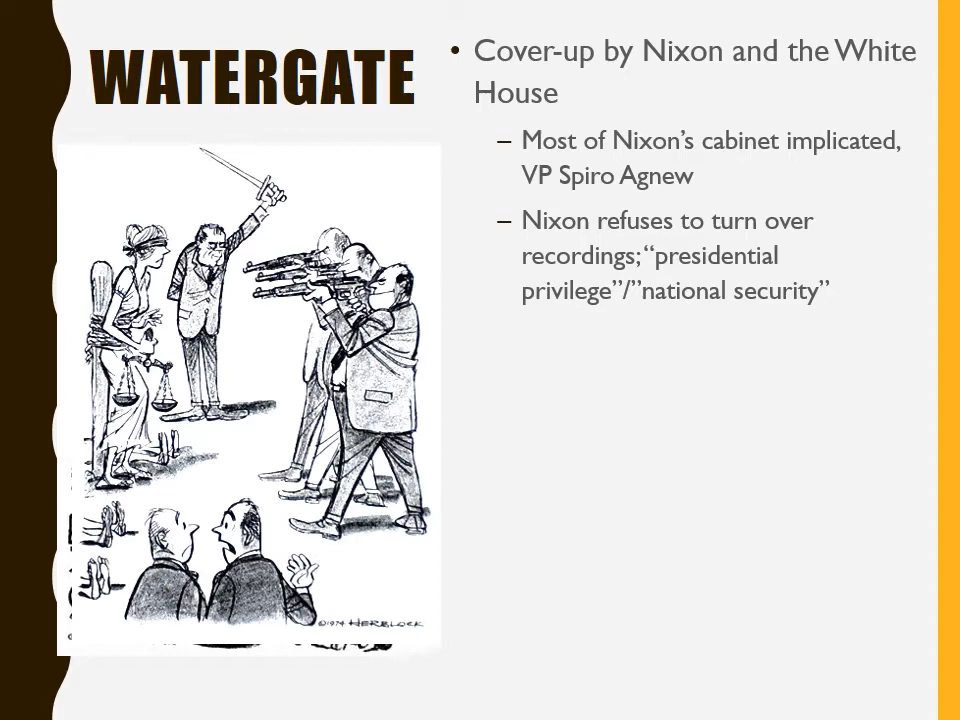 WATERGATE
• Cover-up by Nixon and the White
House
– Most of Nixon’s cabinet implicated,
VP Spiro Agnew
– Nixon refuses to turn over
recordings; “presidential
privilege”/”national security”
©1974 HERBLOCK